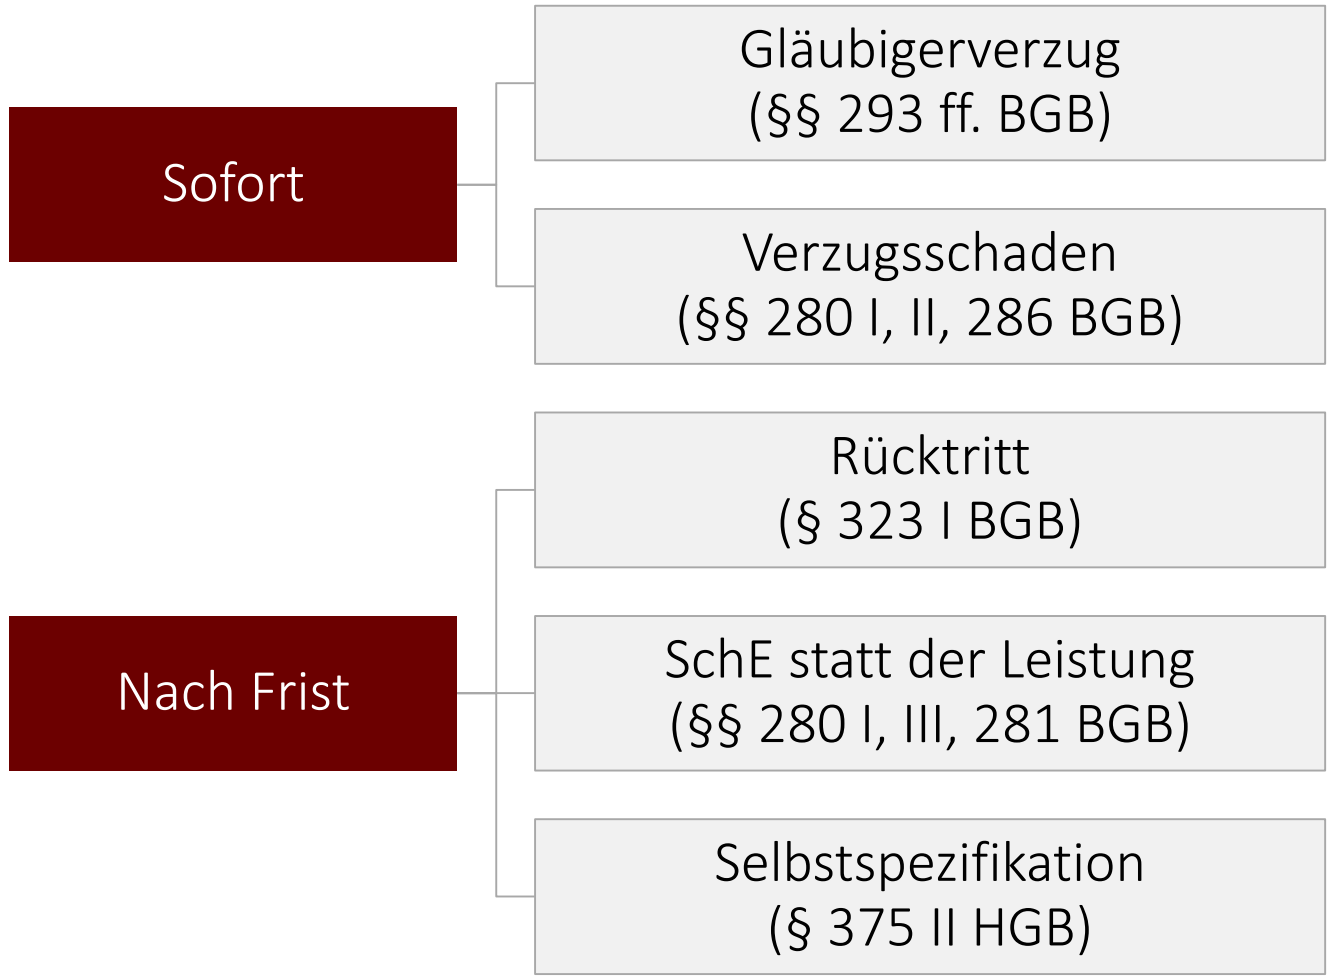 Sofort
Gläubigerverzug
(§§ 293 ff. BGB)
Verzugsschaden
(§§ 280 I, II, 286 BGB)
Nach Frist
Rücktritt
(§ 323 I BGB)
SchE statt der Leistung
(§§ 280 I, III, 281 BGB)
Selbstspezifikation
(§ 375 II HGB)